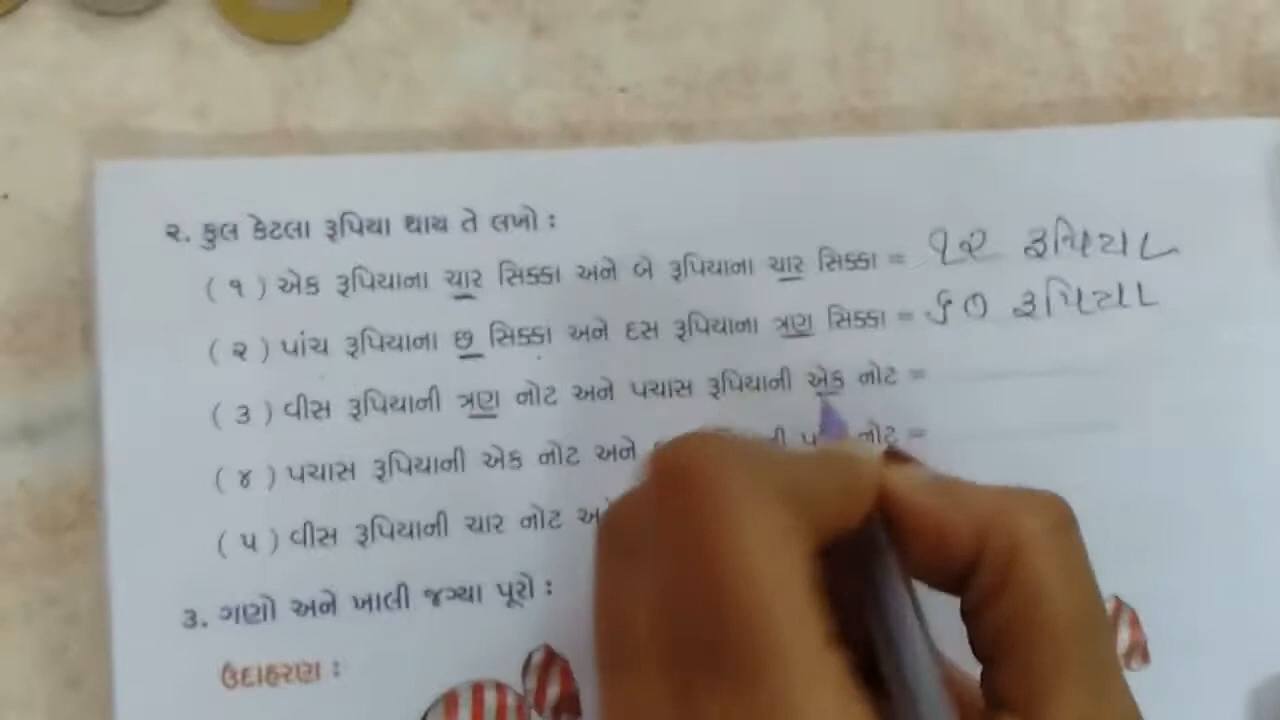 ૨. કુલ કેટલા રૂપિયા થાય તે લખો :
( ૧ ) એક રૂપિયાના ચાર સિક્કા અને બે રૂપિયાના ચાર સિક્કા = ૧૨ રૂપિયા
( ૨ ) પાંચ રૂપિયાના છ સિક્કા અને દસ રૂપિયાના ત્રણ સિક્કા = ૬૦ રૂપિયા
( ૩ ) વીસ રૂપિયાની ત્રણ નોટ અને પચાસ રૂપિયાની એક નોટ =
( ૪ ) પચાસ રૂપિયાની એક નોટ અને નોટ =
( ૫ ) વીસ રૂપિયાની ચાર નોટ
૩. ગણો અને ખાલી જગ્યા પૂરો :
ઉદાહરણ :